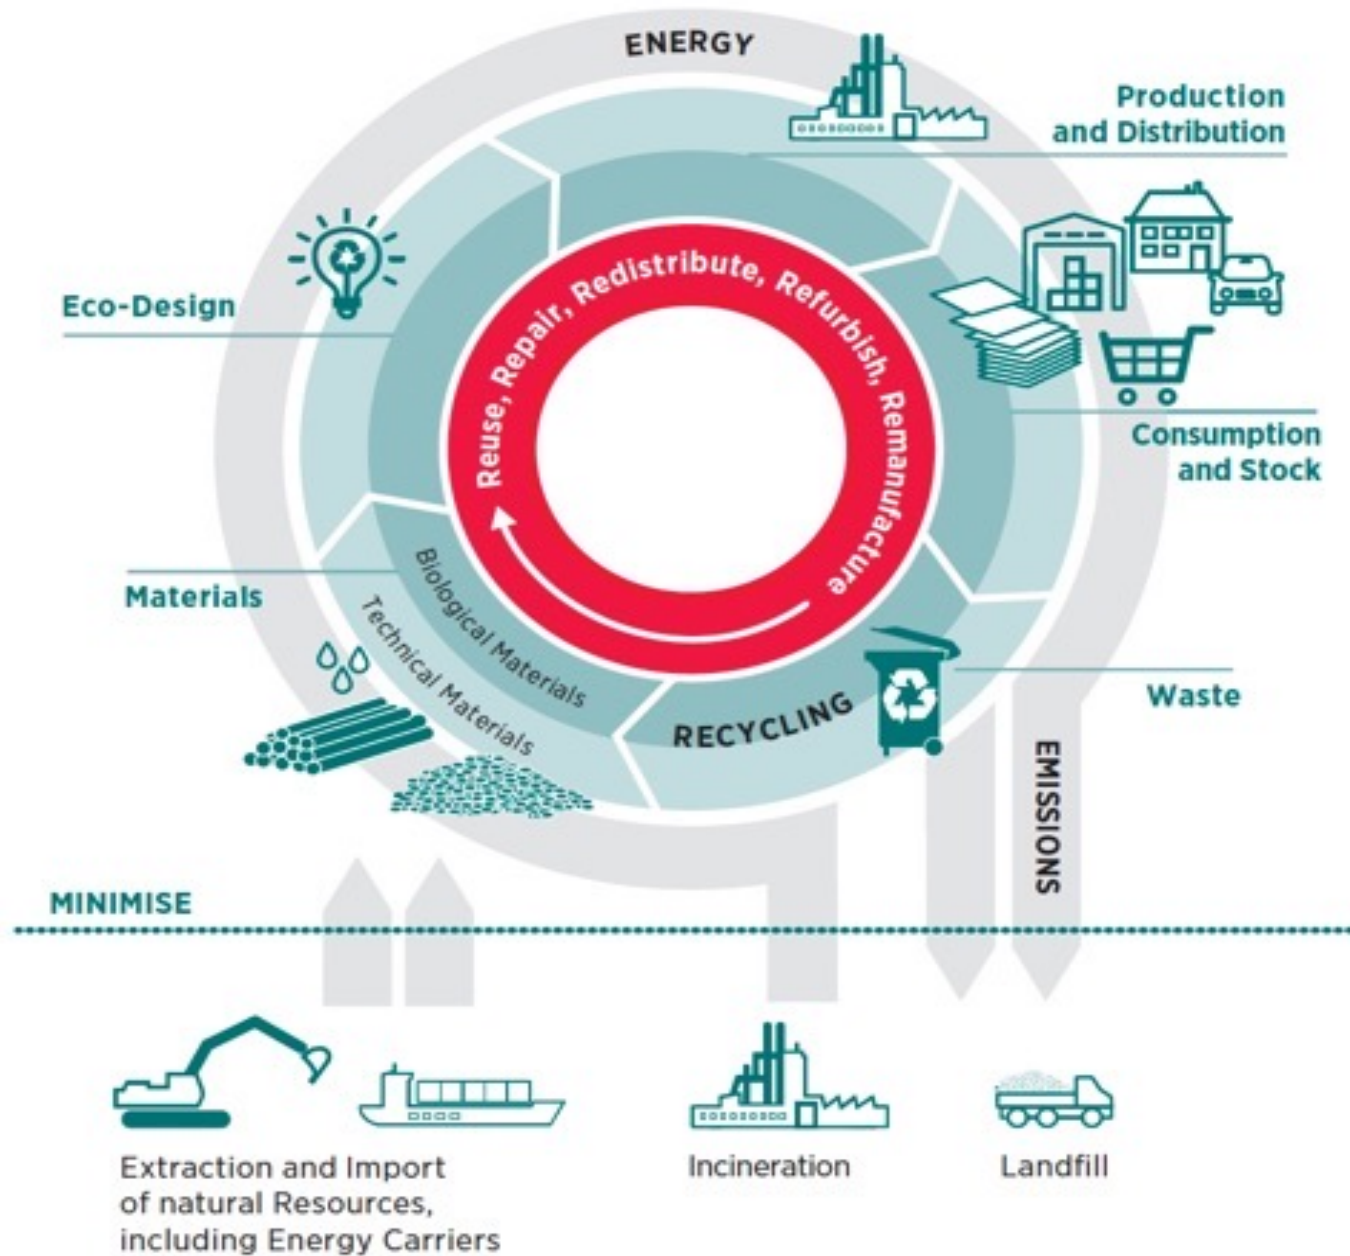 ENERGY
Production
and Distribution
Eco-Design
Reuse, Repair, Redistribute, Refurbish, Remanufacture
Consumption
and Stock
Materials
Biological Materials
Technical Materials
RECYCLING
Waste
EMISSIONS
MINIMISE
Extraction and Import
of natural Resources,
including Energy Carriers
Incineration
Landfill